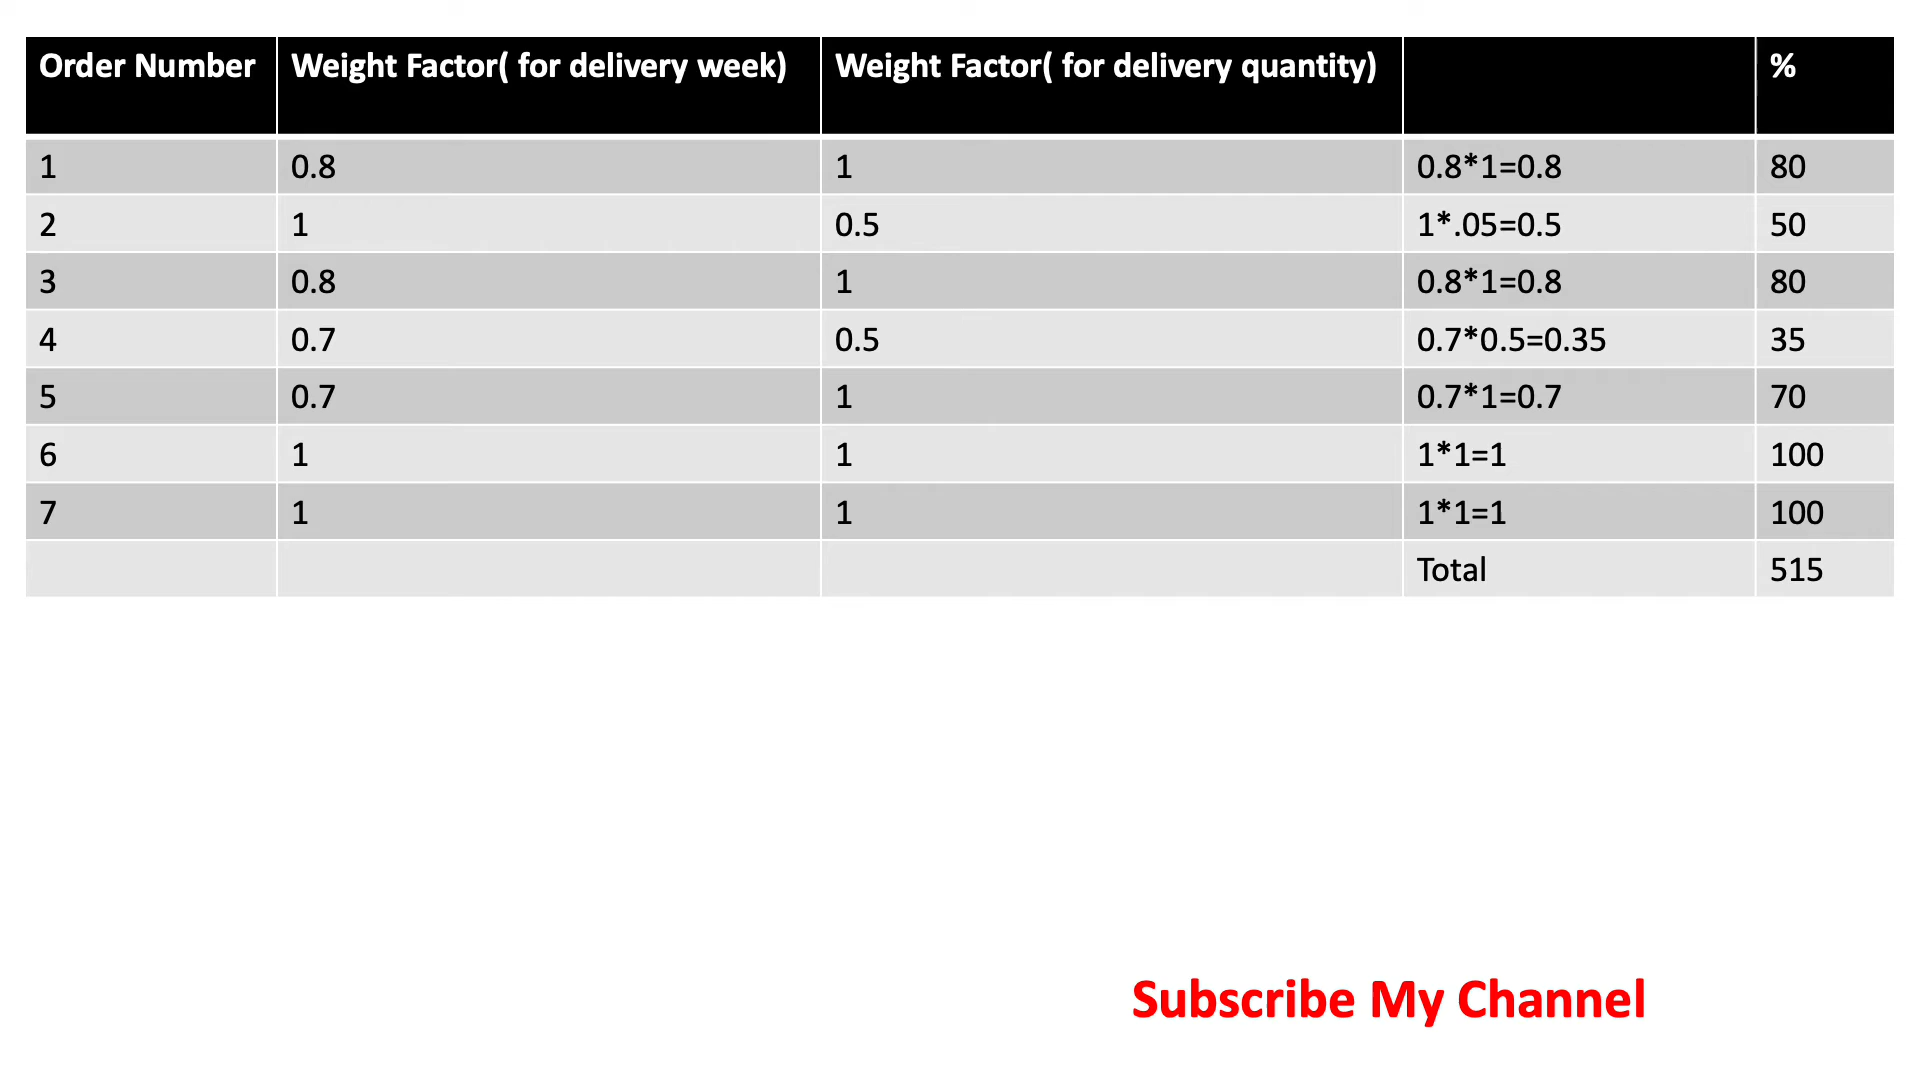 Order Number Weight Factor( for delivery week) Weight Factor( for delivery quantity) %
1 0.8 1 0.8*1=0.8 80
2 1 0.5 1*.05=0.5 50
3 0.8 1 0.8*1=0.8 80
4 0.7 0.5 0.7*0.5=0.35 35
5 0.7 1 0.7*1=0.7 70
6 1 1 1*1=1 100
7 1 1 1*1=1 100
Total 515
Subscribe My Channel